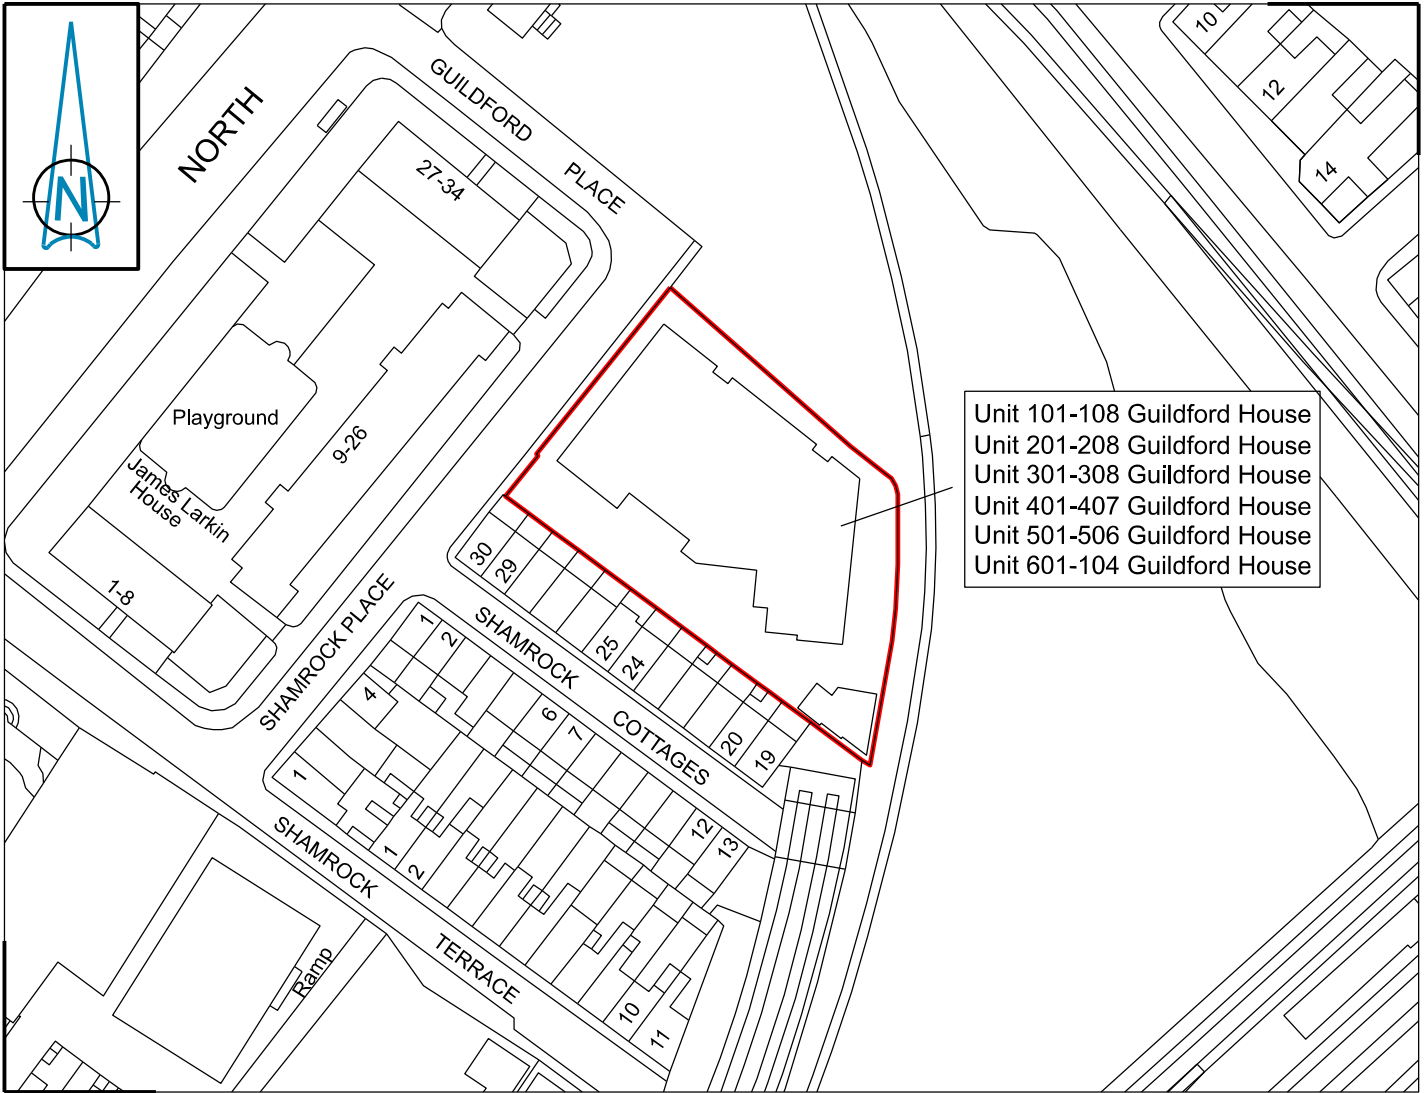 N
NORTH
GUILDFORD PLACE
10
12
14
27-34
Playground
9-26
James Larkin
House
1-8
Unit 101-108 Guildford House
Unit 201-208 Guildford House
Unit 301-308 Guildford House
Unit 401-407 Guildford House
Unit 501-506 Guildford House
Unit 601-104 Guildford House
30
29
25
24
20
19
SHAMROCK PLACE
SHAMROCK COTTAGES
1
2
4
6
7
12
13
1
1
2
10
11
SHAMROCK TERRACE
Ramp